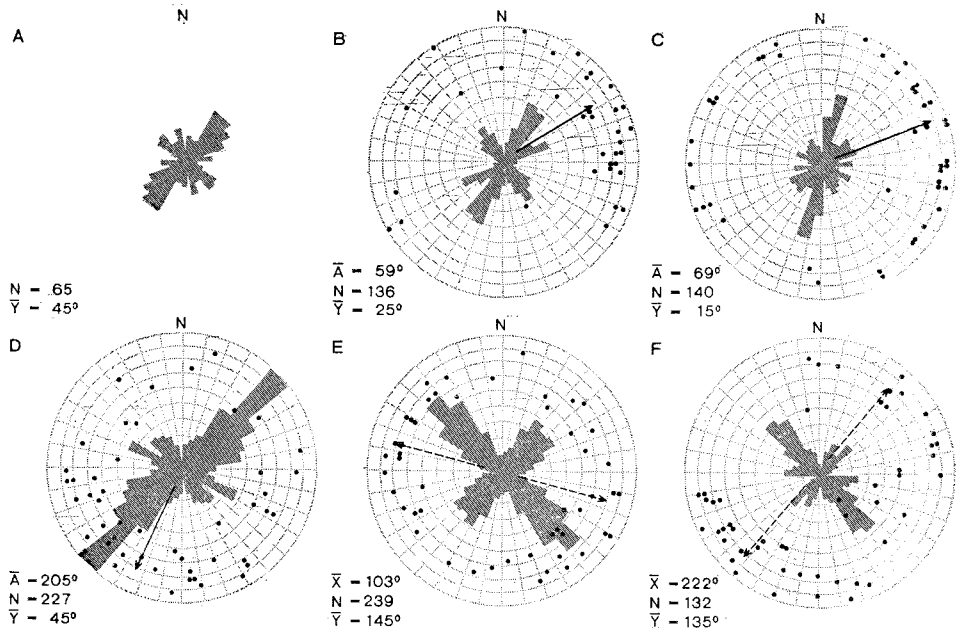 A
N
N — 65
Ȳ — 45°
B
N
Ā — 59°
N — 136
Ȳ — 25°
C
N
Ā — 69°
N — 140
Ȳ — 15°
D
N
Ā — 205°
N — 227
Ȳ — 45°
E
N
X̄ — 103°
N — 239
Ȳ — 145°
F
N
X̄ — 222°
N — 132
Ȳ — 135°